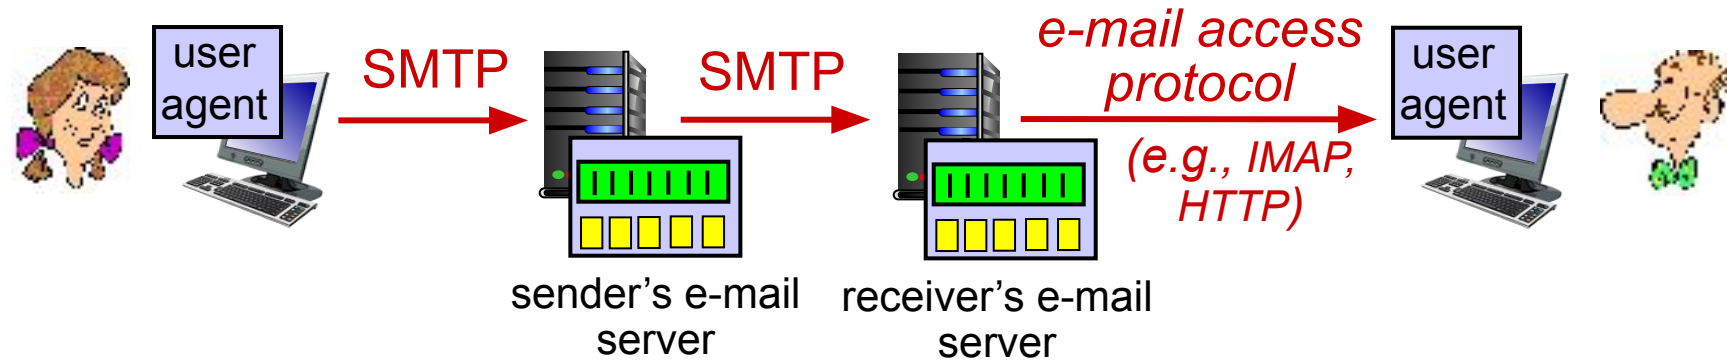 user
agent
SMTP
SMTP
e-mail access
protocol
(e.g., IMAP,
HTTP)
user
agent
sender's e-mail
server
receiver's e-mail
server